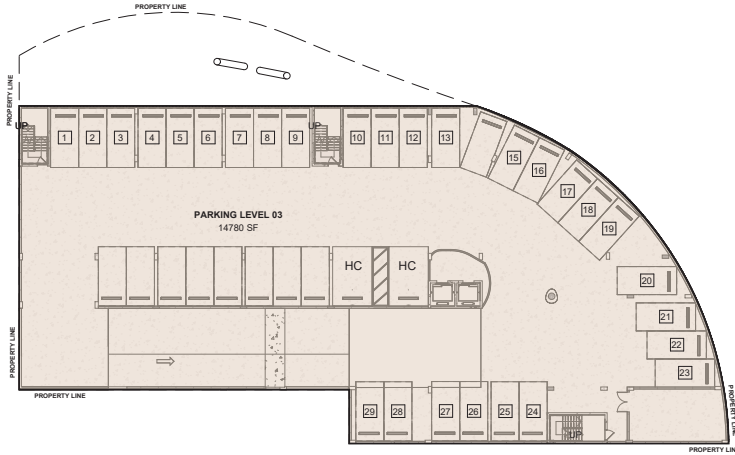 PROPERTY LINE
PROPERTY LINE
UP
1
2
3
4
5
6
7
8
9
UP
10
11
12
13
15
16
17
18
19
PARKING LEVEL 03
14780 SF
HC
HC
20
21
22
23
PROPERTY LINE
PROPERTY LINE
29
28
27
26
25
24
UP
PROPERTY LINE
PROPERTY LINE